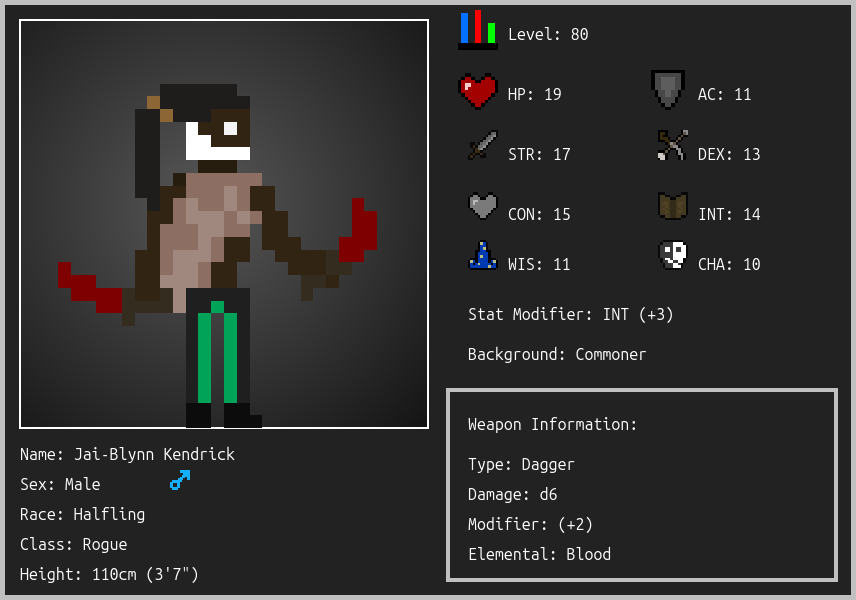 Level: 80
HP: 19
AC: 11
STR: 17
DEX: 13
CON: 15
INT: 14
WIS: 11
CHA: 10
Stat Modifier: INT (+3)
Background: Commoner
Weapon Information:
Type: Dagger
Damage: d6
Modifier: (+2)
Elemental: Blood
Name: Jai-Blynn Kendrick
Sex: Male
Race: Halfling
Class: Rogue
Height: 110cm (3'7")